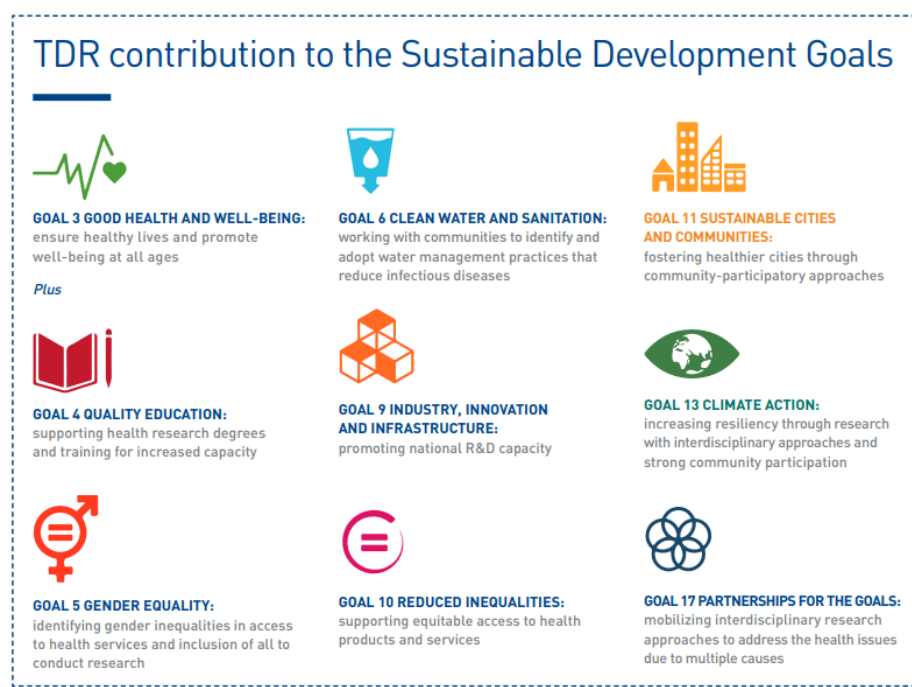 TDR contribution to the Sustainable Development Goals
GOAL 3 GOOD HEALTH AND WELL-BEING:
ensure healthy lives and promote
well-being at all ages
Plus
GOAL 4 QUALITY EDUCATION:
supporting health research degrees
and training for increased capacity
GOAL 5 GENDER EQUALITY:
identifying gender inequalities in access
to health services and inclusion of all to
conduct research
GOAL 6 CLEAN WATER AND SANITATION:
working with communities to identify and
adopt water management practices that
reduce infectious diseases
GOAL 9 INDUSTRY, INNOVATION
AND INFRASTRUCTURE:
promoting national R&D capacity
GOAL 10 REDUCED INEQUALITIES:
supporting equitable access to health
products and services
GOAL 11 SUSTAINABLE CITIES
AND COMMUNITIES:
fostering healthier cities through
community-participatory approaches
GOAL 13 CLIMATE ACTION:
increasing resiliency through research
with interdisciplinary approaches and
strong community participation
GOAL 17 PARTNERSHIPS FOR THE GOALS:
mobilizing interdisciplinary research
approaches to address the health issues
due to multiple causes